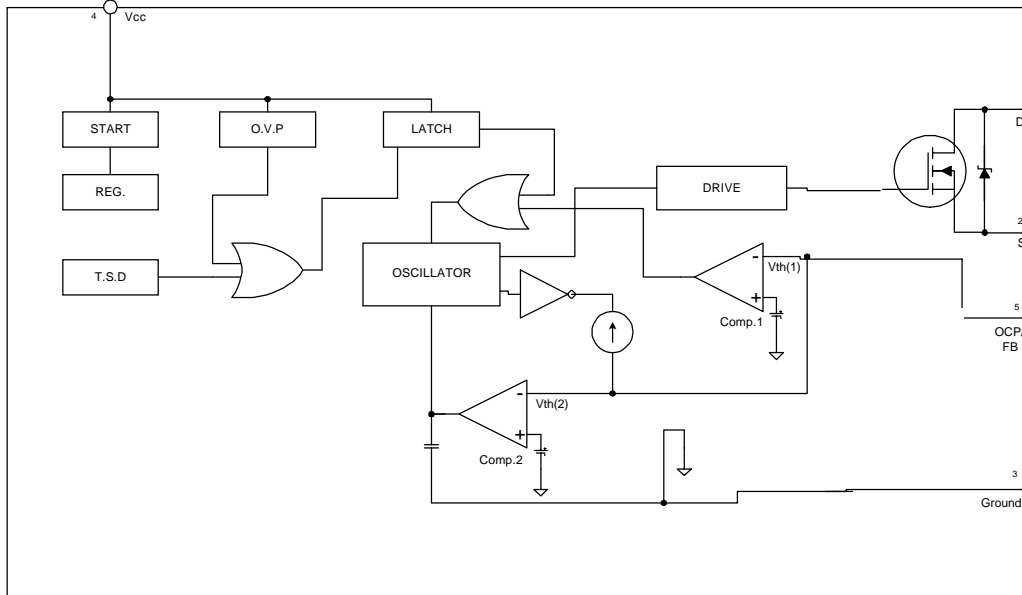 4
Vcc
START
O.V.P
LATCH
REG.
DRIVE
D
2
S
T.S.D
OSCILLATOR
-
Vth(1)
+
Comp.1
5
OCP/
FB
-
Vth(2)
+
Comp.2
3
Ground